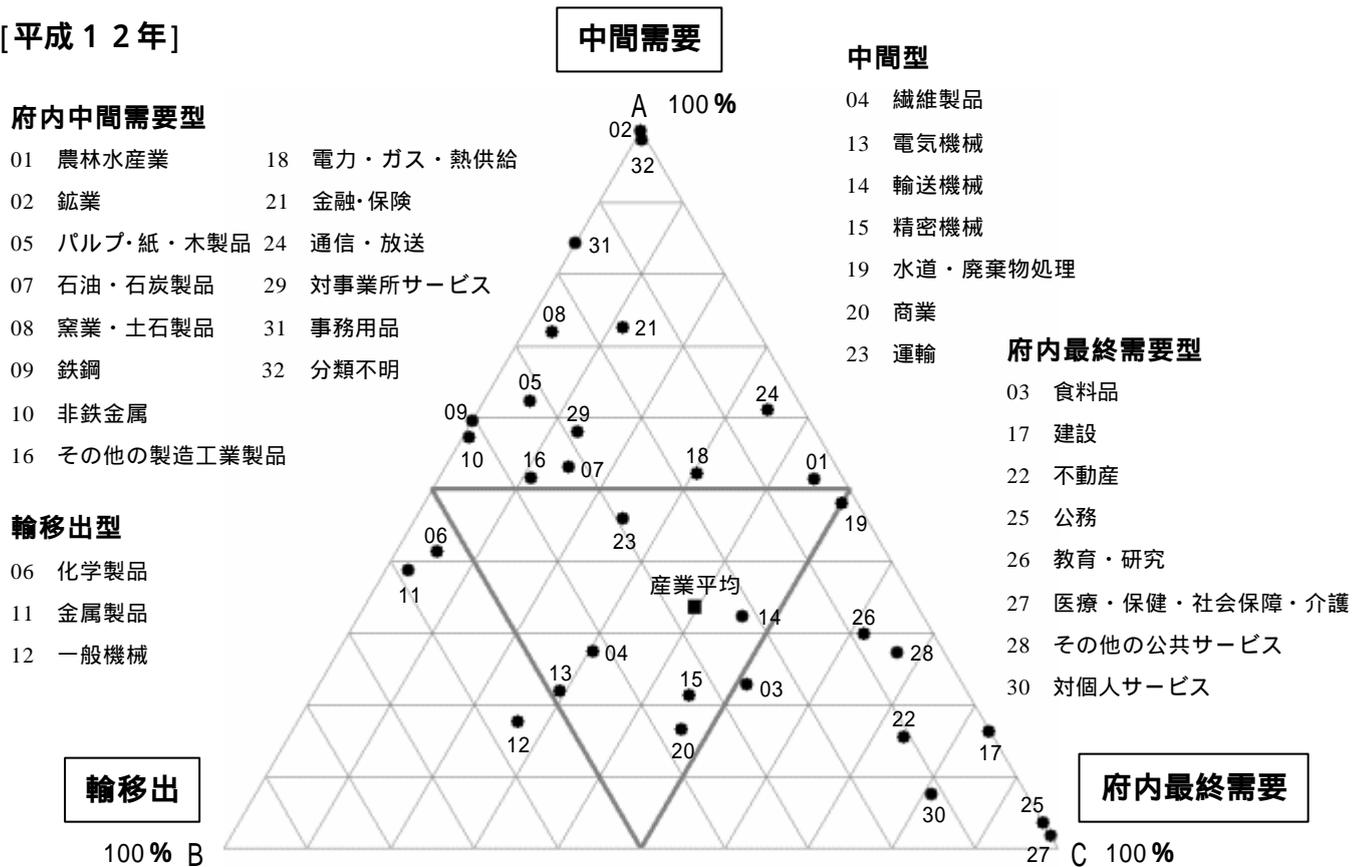 [平成１２年]
中間需要
A 100％
府内中間需要型
01 農林水産業
02 鉱業
05 パルプ・紙・木製品
07 石油・石炭製品
08 窯業・土石製品
09 鉄鋼
10 非鉄金属
16 その他の製造工業製品
18 電力・ガス・熱供給
21 金融・保険
24 通信・放送
29 対事業所サービス
31 事務用品
32 分類不明
輸移出型
06 化学製品
11 金属製品
12 一般機械
中間型
04 繊維製品
13 電気機械
14 輸送機械
15 精密機械
19 水道・廃棄物処理
20 商業
23 運輸
府内最終需要型
03 食料品
17 建設
22 不動産
25 公務
26 教育・研究
27 医療・保健・社会保障・介護
28 その他の公共サービス
30 対個人サービス
02
32
31
08
21
05
24
09
29
10
16
07
18
01
19
23
06
11
産業平均
14
26
28
04
13
15
03
12
20
22
17
30
25
27
輸移出
100％ B
府内最終需要
C 100％